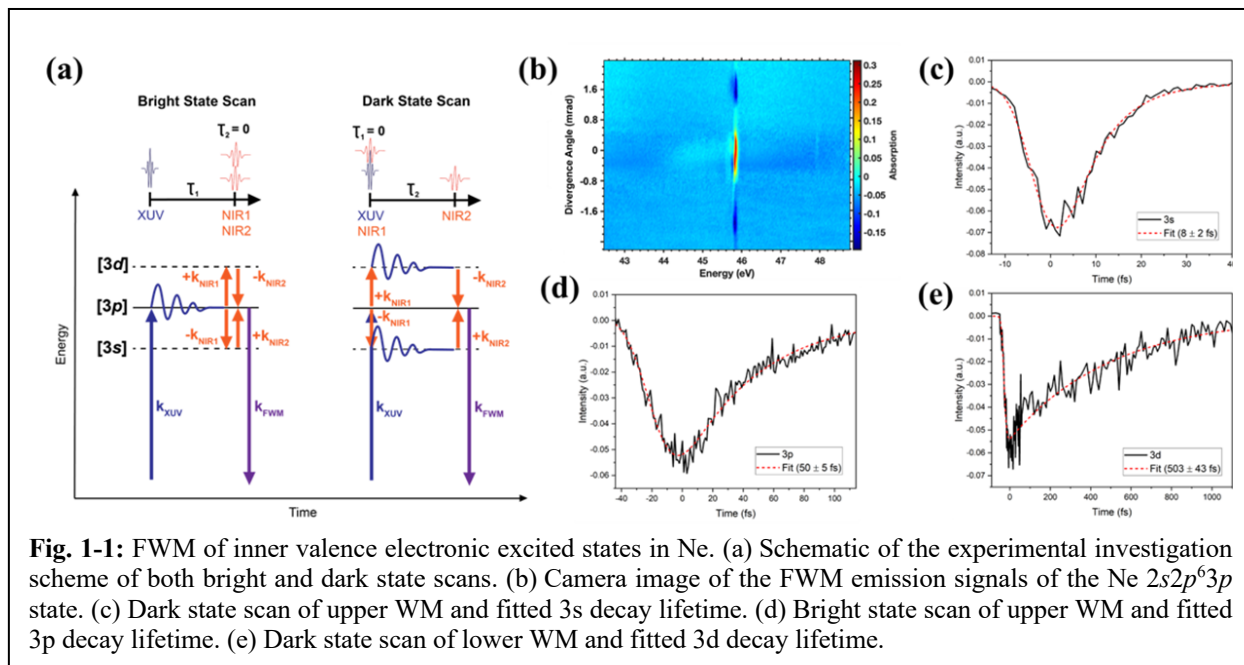 (a)
Bright State Scan
Dark State Scan
τ₂ = 0
τ₁ = 0
τ₁
τ₂
XUV
NIR1
NIR2
XUV
NIR1
NIR2
[3d]
+k_NIR1
-k_NIR2
[3p]
-k_NIR1
+k_NIR2
[3s]
+k_NIR1
-k_NIR2
-k_NIR1
+k_NIR2
k_XUV
k_FWM
k_XUV
k_FWM
Energy
Time
(b)
Divergence Angle (mrad)
1.6
0.8
0
-0.8
-1.6
43
44
45
46
47
48
Energy (eV)
0.3
0.25
0.2
0.15
0.1
0.05
0
-0.05
-0.1
-0.15
Absorption
(c)
Intensity (a.u.)
0.01
0.00
-0.01
-0.02
-0.03
-0.04
-0.05
-0.06
-0.07
-0.08
3s
Fit (8 ± 2 fs)
-10
0
10
20
30
40
Time (fs)
(d)
Intensity (a.u.)
0.01
0.00
-0.01
-0.02
-0.03
-0.04
-0.05
-0.06
3p
Fit (50 ± 5 fs)
-40
-20
0
20
40
60
80
100
Time (fs)
(e)
Intensity (a.u.)
0.01
0.00
-0.01
-0.02
-0.03
-0.04
-0.05
-0.06
-0.07
3d
Fit (503 ± 43 fs)
0
200
400
600
800
1000
Time (fs)
Fig. 1-1: FWM of inner valence electronic excited states in Ne. (a) Schematic of the experimental investigation
scheme of both bright and dark state scans. (b) Camera image of the FWM emission signals of the Ne 2s2p⁶3p
state. (c) Dark state scan of upper WM and fitted 3s decay lifetime. (d) Bright state scan of upper WM and fitted
3p decay lifetime. (e) Dark state scan of lower WM and fitted 3d decay lifetime.